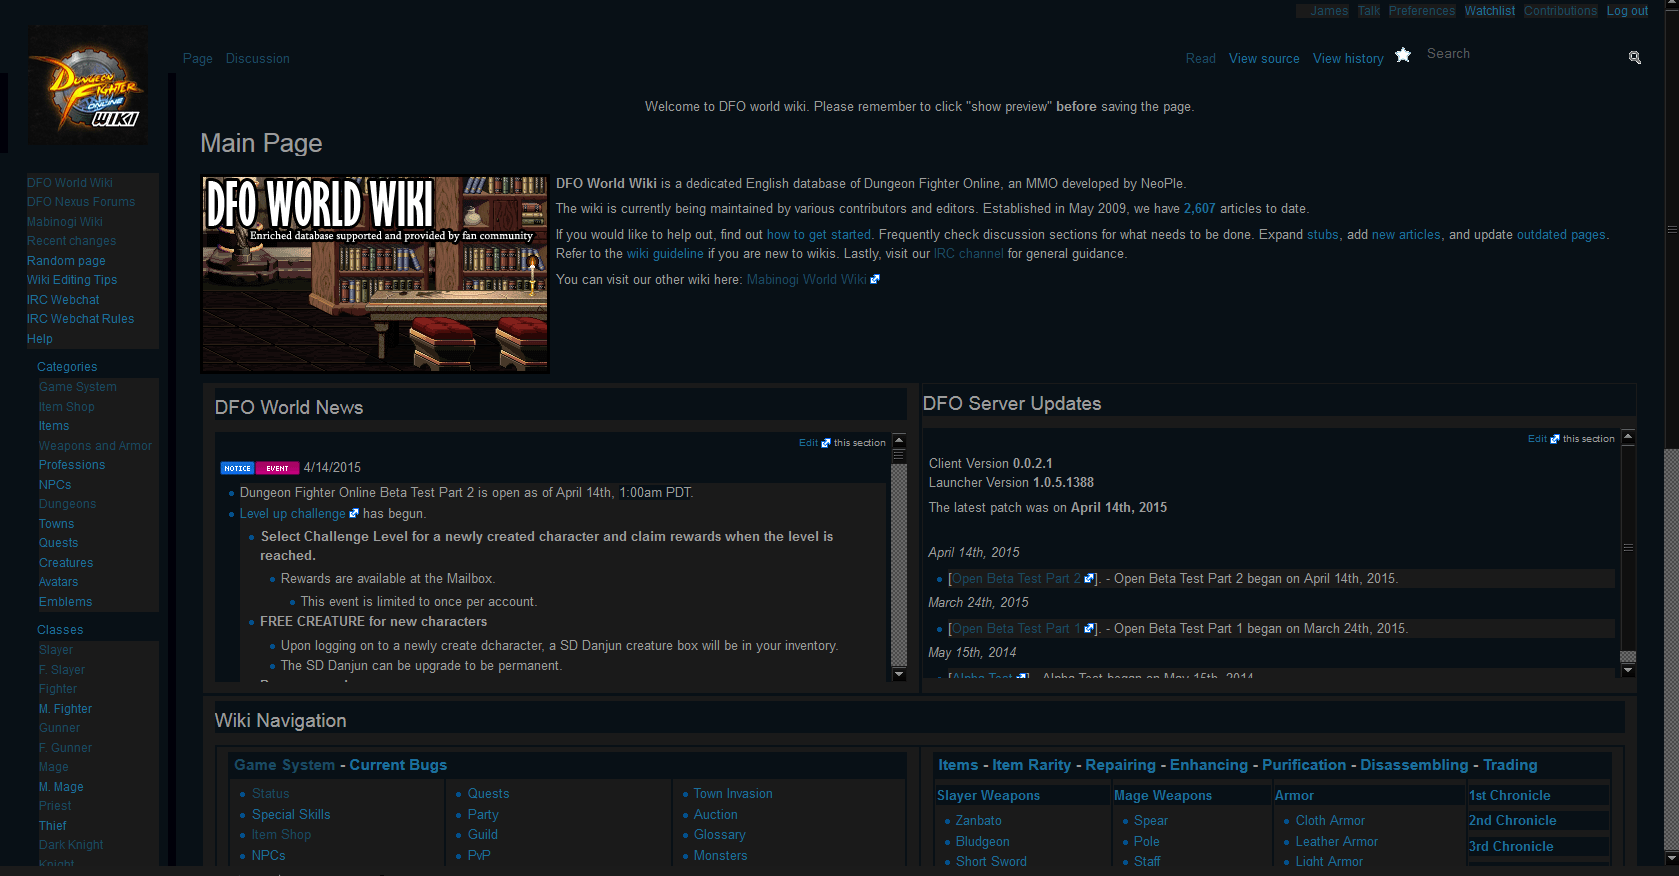 James Talk Preferences Watchlist Contributions Log out
DUNGEON FIGHTER ONLINE WIKI
Page Discussion
Read View source View history Search
Welcome to DFO world wiki. Please remember to click "show preview" before saving the page.
Main Page
DFO World Wiki
DFO Nexus Forums
Mabinogi Wiki
Recent changes
Random page
Wiki Editing Tips
IRC Webchat
IRC Webchat Rules
Help
Categories
Game System
Item Shop
Items
Weapons and Armor
Professions
NPCs
Dungeons
Towns
Quests
Creatures
Avatars
Emblems
Classes
Slayer
F. Slayer
Fighter
M. Fighter
Gunner
F. Gunner
Mage
M. Mage
Priest
Thief
Dark Knight
Knight
DFO WORLD WIKI
Enriched database supported and provided by fan community
DFO World Wiki is a dedicated English database of Dungeon Fighter Online, an MMO developed by NeoPle.
The wiki is currently being maintained by various contributors and editors. Established in May 2009, we have 2,607 articles to date.
If you would like to help out, find out how to get started. Frequently check discussion sections for what needs to be done. Expand stubs, add new articles, and update outdated pages.
Refer to the wiki guideline if you are new to wikis. Lastly, visit our IRC channel for general guidance.
You can visit our other wiki here: Mabinogi World Wiki
DFO World News
Edit this section
NOTICE EVENT 4/14/2015
Dungeon Fighter Online Beta Test Part 2 is open as of April 14th, 1:00am PDT.
Level up challenge has begun.
Select Challenge Level for a newly created character and claim rewards when the level is
reached.
Rewards are available at the Mailbox.
This event is limited to once per account.
FREE CREATURE for new characters
Upon logging on to a newly create dcharacter, a SD Danjun creature box will be in your inventory.
The SD Danjun can be upgrade to be permanent.
DFO Server Updates
Edit this section
Client Version 0.0.2.1
Launcher Version 1.0.5.1388
The latest patch was on April 14th, 2015
April 14th, 2015
[Open Beta Test Part 2 ]. - Open Beta Test Part 2 began on April 14th, 2015.
March 24th, 2015
[Open Beta Test Part 1 ]. - Open Beta Test Part 1 began on March 24th, 2015.
May 15th, 2014
[Alpha Test ]. - Alpha Test began on May 15th, 2014.
Wiki Navigation
Game System - Current Bugs
Status
Special Skills
Item Shop
NPCs
Quests
Party
Guild
PvP
Town Invasion
Auction
Glossary
Monsters
Items - Item Rarity - Repairing - Enhancing - Purification - Disassembling - Trading
Slayer Weapons
Zanbato
Bludgeon
Short Sword
Mage Weapons
Spear
Pole
Staff
Armor
Cloth Armor
Leather Armor
Light Armor
1st Chronicle
2nd Chronicle
3rd Chronicle